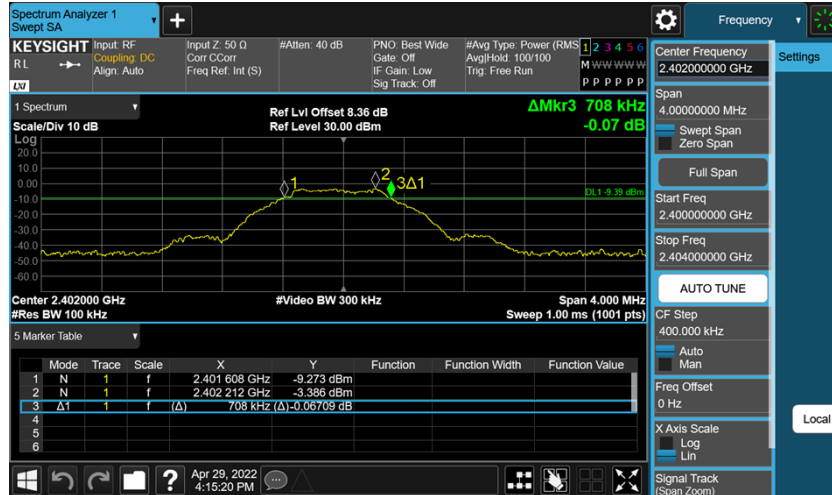 Spectrum Analyzer 1
Swept SA
Frequency
KEYSIGHT
RL
LXI
Input: RF
Coupling: DC
Align: Auto
Input Z: 50 Ω
Corr CCorr
Freq Ref: Int (S)
#Atten: 40 dB
PNO: Best Wide
Gate: Off
IF Gain: Low
Sig Track: Off
#Avg Type: Power (RMS
Avg|Hold: 100/100
Trig: Free Run
1 2 3 4 5 6
M W W W W W
P P P P P P
1 Spectrum
Scale/Div 10 dB
Ref Lvl Offset 8.36 dB
Ref Level 30.00 dBm
ΔMkr3 708 kHz
-0.07 dB
Log
20.0
10.0
0.00
-10.0
-20.0
-30.0
-40.0
-50.0
-60.0
1
2
3Δ1
DL1 -9.39 dBm
Center 2.402000 GHz
#Video BW 300 kHz
Span 4.000 MHz
#Res BW 100 kHz
Sweep 1.00 ms (1001 pts)
5 Marker Table
Mode Trace Scale X Y Function Function Width Function Value
1 N 1 f 2.401 608 GHz -9.273 dBm
2 N 1 f 2.402 212 GHz -3.386 dBm
3 Δ1 1 f (Δ) 708 kHz (Δ) -0.06709 dB
4
5
6
Apr 29, 2022
4:15:20 PM
Center Frequency
2.402000000 GHz
Span
4.00000000 MHz
Swept Span
Zero Span
Full Span
Start Freq
2.400000000 GHz
Stop Freq
2.404000000 GHz
AUTO TUNE
CF Step
400.000 kHz
Auto
Man
Freq Offset
0 Hz
X Axis Scale
Log
Lin
Signal Track
(Span Zoom)
Settings
Local